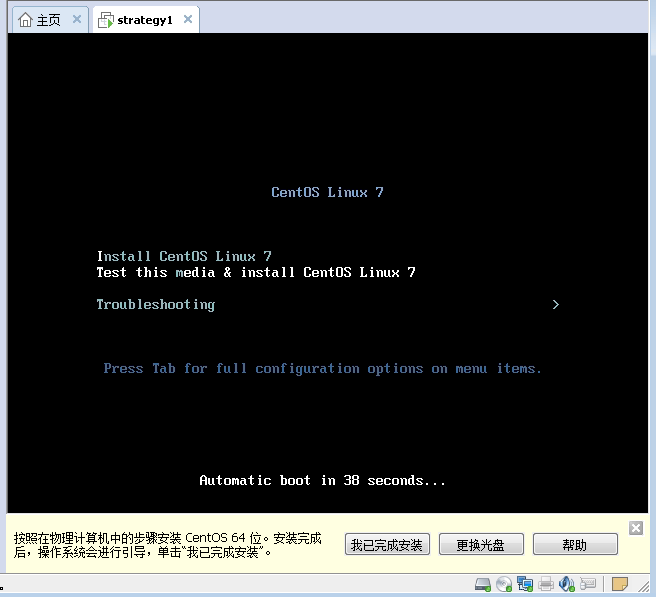 主页 strategy1
CentOS Linux 7
Install CentOS Linux 7
Test this media & install CentOS Linux 7
Troubleshooting >
Press Tab for full configuration options on menu items.
Automatic boot in 38 seconds...
按照在物理计算机中的步骤安装 CentOS 64 位。安装完成
后，操作系统会进行引导，单击“我已完成安装”。
我已完成安装 更换光盘 帮助